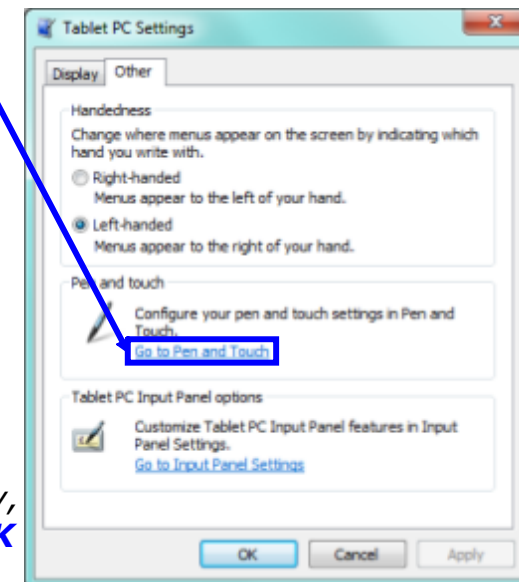 Tablet PC Settings
Display Other
Handedness
Change where menus appear on the screen by indicating which
hand you write with.
Right-handed
Menus appear to the left of your hand.
Left-handed
Menus appear to the right of your hand.
Pen and touch
Configure your pen and touch settings in Pen and
Touch.
Go to Pen and Touch
Tablet PC Input Panel options
Customize Tablet PC Input Panel features in Input
Panel Settings.
Go to Input Panel Settings
OK Cancel Apply